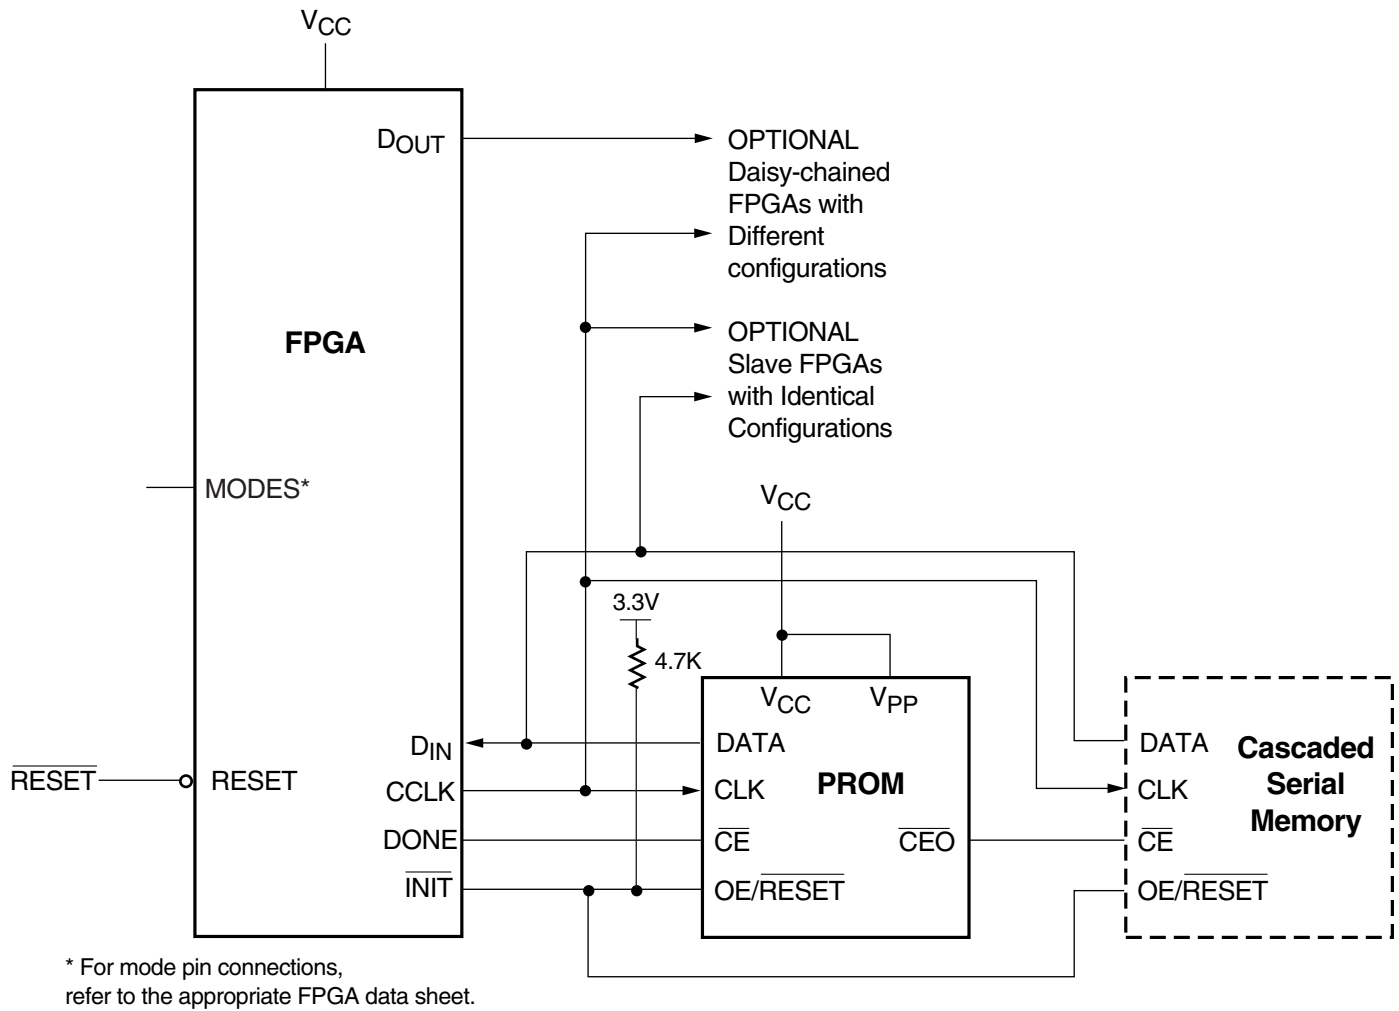 VCC
DOUT
OPTIONAL
Daisy-chained
FPGAs with
Different
configurations
FPGA
OPTIONAL
Slave FPGAs
with Identical
Configurations
MODES*
VCC
3.3V
4.7K
VCC
VPP
DIN
DATA
DATA
Cascaded
Serial
Memory
RESET
RESET
CCLK
CLK
PROM
CLK
DONE
CE
CEO
CE
INIT
OE/RESET
OE/RESET
* For mode pin connections,
refer to the appropriate FPGA data sheet.